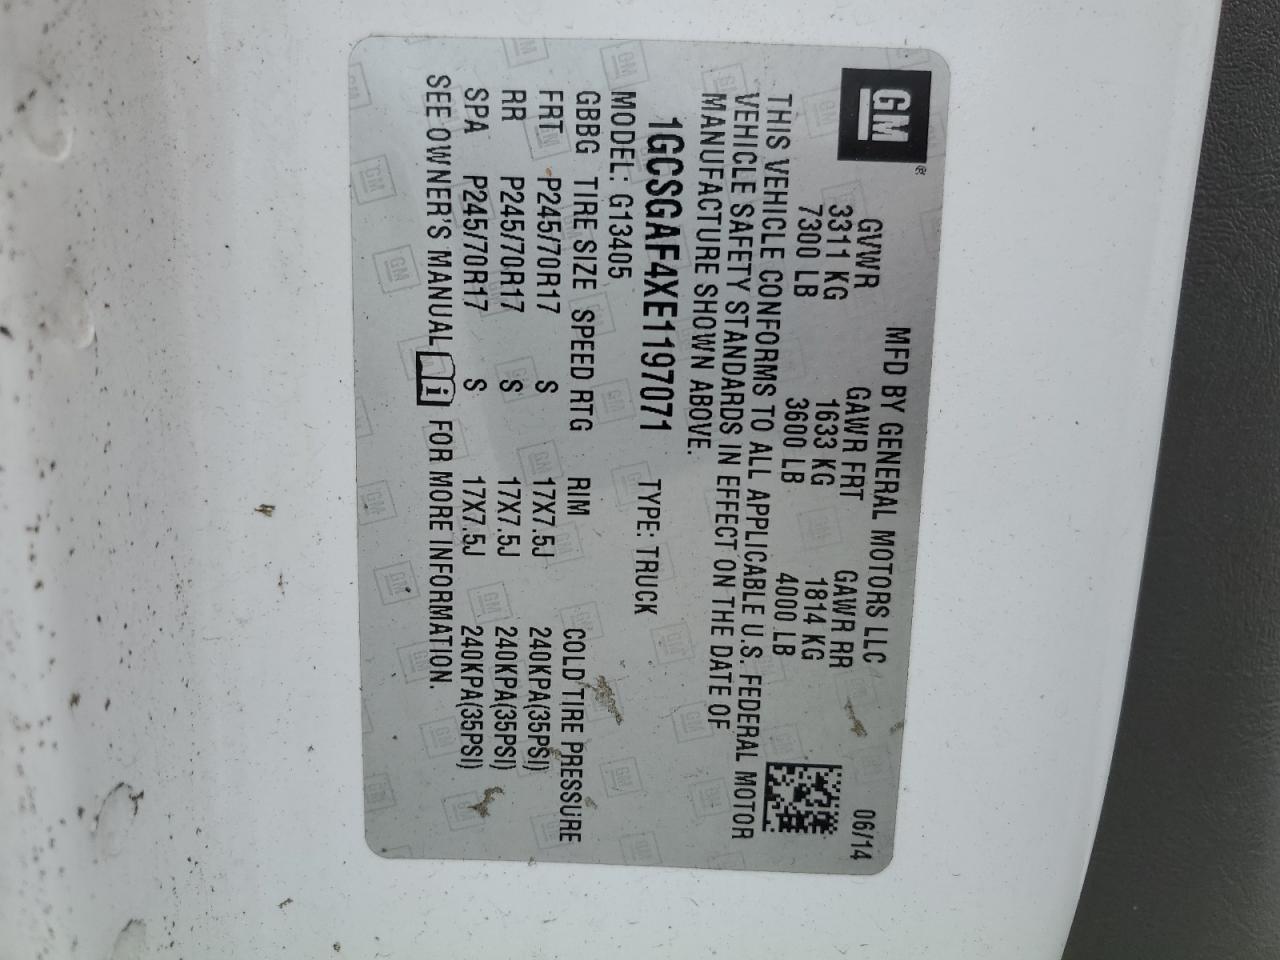 GM ®
MFD BY GENERAL MOTORS LLC 06/14
GVWR GAWR FRT GAWR RR
3311 KG 1633 KG 1814 KG
7300 LB 3600 LB 4000 LB
THIS VEHICLE CONFORMS TO ALL APPLICABLE U.S. FEDERAL MOTOR
VEHICLE SAFETY STANDARDS IN EFFECT ON THE DATE OF
MANUFACTURE SHOWN ABOVE.
1GCSGAF4XE1197071 TYPE: TRUCK
MODEL: G13405
GBBG TIRE SIZE SPEED RTG RIM COLD TIRE PRESSURE
FRT P245/70R17 S 17X7.5J 240KPA(35PSI)
RR P245/70R17 S 17X7.5J 240KPA(35PSI)
SPA P245/70R17 S 17X7.5J 240KPA(35PSI)
SEE OWNER'S MANUAL i FOR MORE INFORMATION.